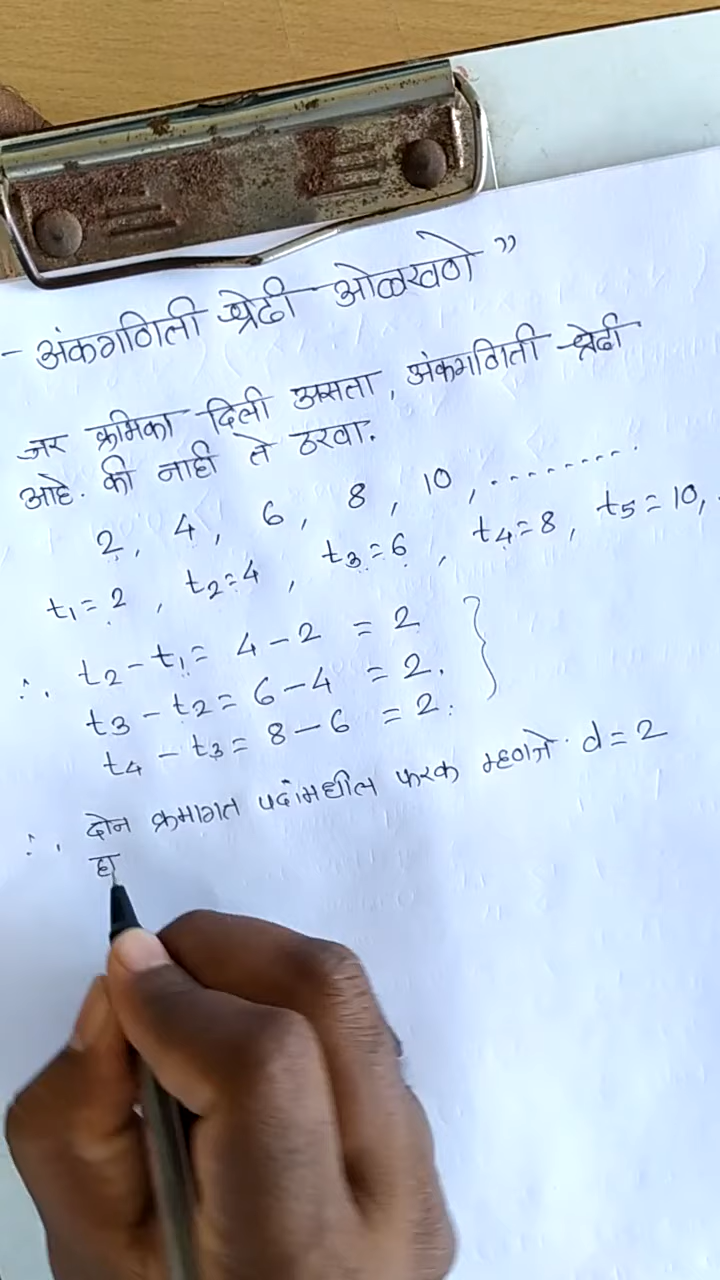 - अंकगणिती श्रेढी ओळखणे "
जर क्रमिका दिली असता, अंकगणिती श्रेढी
आहे. की नाही ते ठरवा.
2, 4, 6, 8, 10, ........
t1=2, t2=4, t3=6, t4=8, t5=10, .
∴ t2-t1= 4-2 = 2 }
t3-t2= 6-4 = 2.
t4-t3= 8-6 = 2.
∴ दोन क्रमागत पदांमधील फरक म्हणजे d=2
हा